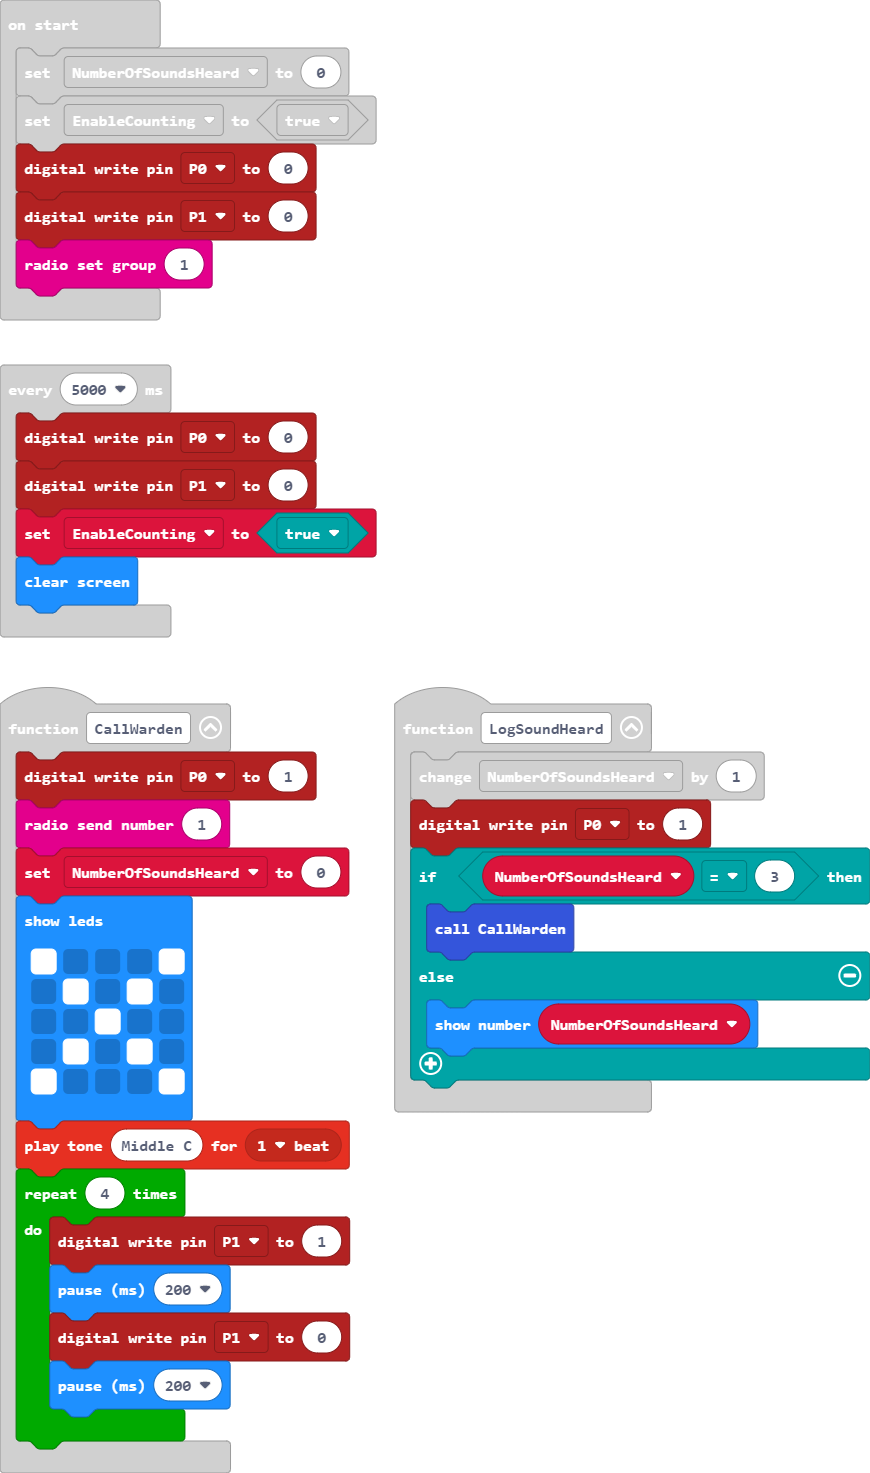 on start
set NumberOfSoundsHeard to 0
set EnableCounting to true
digital write pin P0 to 0
digital write pin P1 to 0
radio set group 1
every 5000 ms
digital write pin P0 to 0
digital write pin P1 to 0
set EnableCounting to true
clear screen
function CallWarden
digital write pin P0 to 1
radio send number 1
set NumberOfSoundsHeard to 0
show leds
play tone Middle C for 1 beat
repeat 4 times
do
digital write pin P1 to 1
pause (ms) 200
digital write pin P1 to 0
pause (ms) 200
function LogSoundHeard
change NumberOfSoundsHeard by 1
digital write pin P0 to 1
if NumberOfSoundsHeard = 3 then
call CallWarden
else
show number NumberOfSoundsHeard